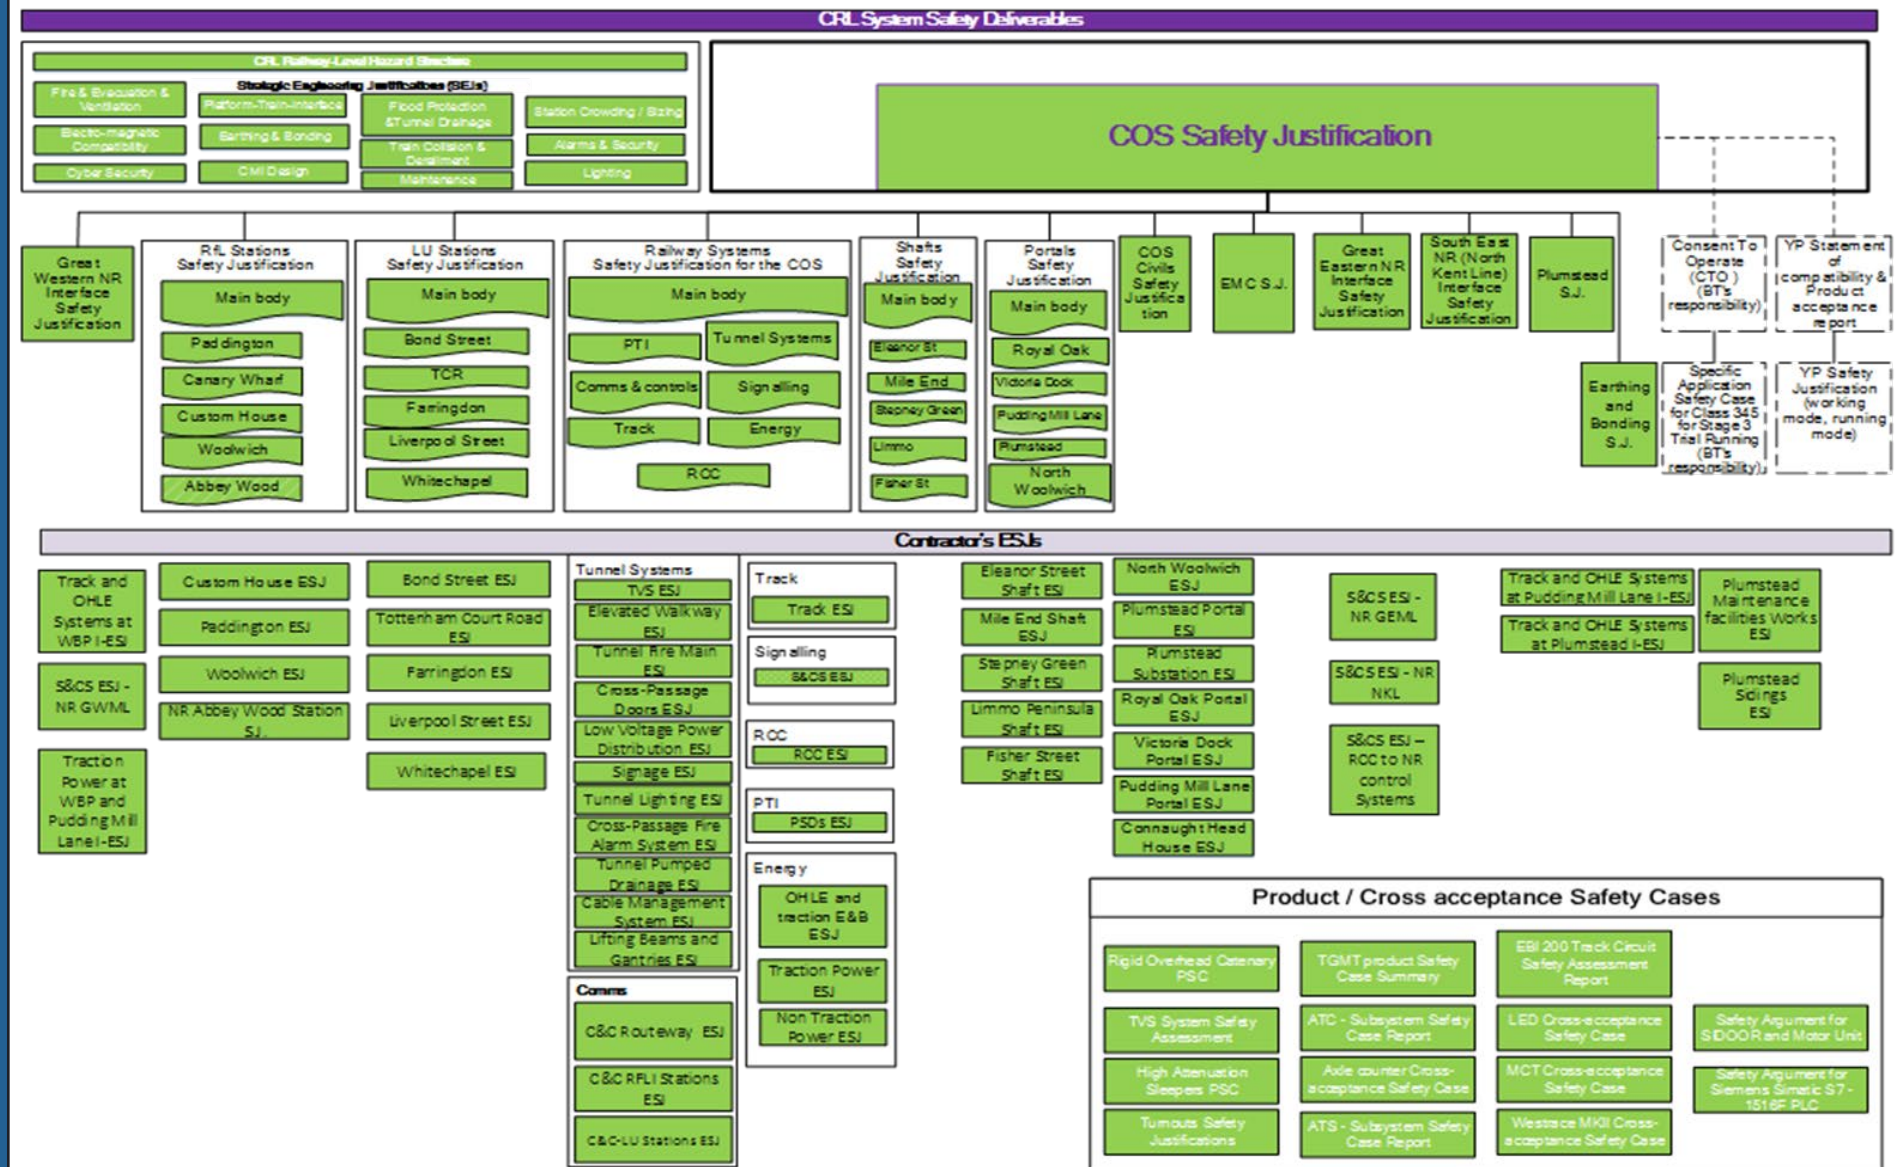 CRL System Safety Deliverables
CRL Railway-Level Hazard Structure
Strategic Engineering Justifications (SEJs)
Fire & Evacuation &
Ventilation
Electro-magnetic
Compatibility
Cyber Security
Platform-Train-Interface
Earthing & Bonding
CMI Design
Flood Protection
&Tunnel Drainage
Train Collision &
Derailment
Maintenance
Station Crowding / Sizing
Alarms & Security
Lighting
COS Safety Justification
Great
Western NR
Interface
Safety
Justification
RfL Stations
Safety Justification
Main body
Paddington
Canary Wharf
Custom House
Woolwich
Abbey Wood
LU Stations
Safety Justification
Main body
Bond Street
TCR
Farringdon
Liverpool Street
Whitechapel
Railway Systems
Safety Justification for the COS
Main body
PTI
Tunnel Systems
Comms & controls
Signalling
Track
Energy
RCC
Shafts
Safety
Justification
Main body
Eleanor St
Mile End
Stepney Green
Limmo
Fisher St
Portals
Safety
Justification
Main body
Royal Oak
Victoria Dock
Pudding Mill Lane
Plumstead
North
Woolwich
COS
Civils
Safety
Justifica
tion
EMC S.J.
Great
Eastern NR
Interface
Safety
Justification
South East
NR (North
Kent Line)
Interface
Safety
Justification
Plumstead
S.J.
Earthing
and
Bonding
S.J.
Consent To
Operate
(CTO )
(BT's
responsibility)
Specific
Application
Safety Case
for Class 345
for Stage 3
Trial Running
(BT's
responsibility)
YP Statement
of
compatibility &
Product
acceptance
report
YP Safety
Justification
(working
mode, running
mode)
Contractor's ESJs
Track and
OHLE
Systems at
WBP I-ESJ
S&CS ESJ -
NR GWML
Traction
Power at
WBP and
Pudding Mill
Lane I-ESJ
Custom House ESJ
Paddington ESJ
Woolwich ESJ
NR Abbey Wood Station
SJ.
Bond Street ESJ
Tottenham Court Road
ESJ
Farringdon ESJ
Liverpool Street ESJ
Whitechapel ESJ
Tunnel Systems
TVS ESJ
Elevated Walkway
ESJ
Tunnel Fire Main
ESJ
Cross-Passage
Doors ESJ
Low Voltage Power
Distribution ESJ
Signage ESJ
Tunnel Lighting ESJ
Cross-Passage Fire
Alarm System ESJ
Tunnel Pumped
Drainage ESJ
Cable Management
System ESJ
Lifting Beams and
Gantries ESJ
Comms
C&C Routeway ESJ
C&C RFLI Stations
ESJ
C&C-LU Stations ESJ
Track
Track ESJ
Signalling
S&CS ESJ
RCC
RCC ESJ
PTI
PSDs ESJ
Energy
OHLE and
traction E&B
ESJ
Traction Power
ESJ
Non Traction
Power ESJ
Eleanor Street
Shaft ESJ
Mile End Shaft
ESJ
Stepney Green
Shaft ESJ
Limmo Peninsula
Shaft ESJ
Fisher Street
Shaft ESJ
North Woolwich
ESJ
Plumstead Portal
ESJ
Plumstead
Substation ESJ
Royal Oak Portal
ESJ
Victoria Dock
Portal ESJ
Pudding Mill Lane
Portal ESJ
Connaught Head
House ESJ
S&CS ESJ -
NR GEML
S&CS ESJ - NR
NKL
S&CS ESJ –
RCC to NR
control
Systems
Track and OHLE Systems
at Pudding Mill Lane I-ESJ
Track and OHLE Systems
at Plumstead I-ESJ
Plumstead
Maintenance
facilities Works
ESJ
Plumstead
Sidings
ESJ
Product / Cross acceptance Safety Cases
Rigid Overhead Catenary
PSC
TVS System Safety
Assessment
High Attenuation
Sleepers PSC
Turnouts Safety
Justifications
TGMT product Safety
Case Summary
ATC - Subsystem Safety
Case Report
Axle counter Cross-
acceptance Safety Case
ATS - Subsystem Safety
Case Report
EBI 200 Track Circuit
Safety Assessment
Report
LED Cross-acceptance
Safety Case
MCT Cross-acceptance
Safety Case
Westrace MKII Cross-
acceptance Safety Case
Safety Argument for
SIDOOR and Motor Unit
Safety Argument for
Siemens Simatic S7 -
1516F PLC